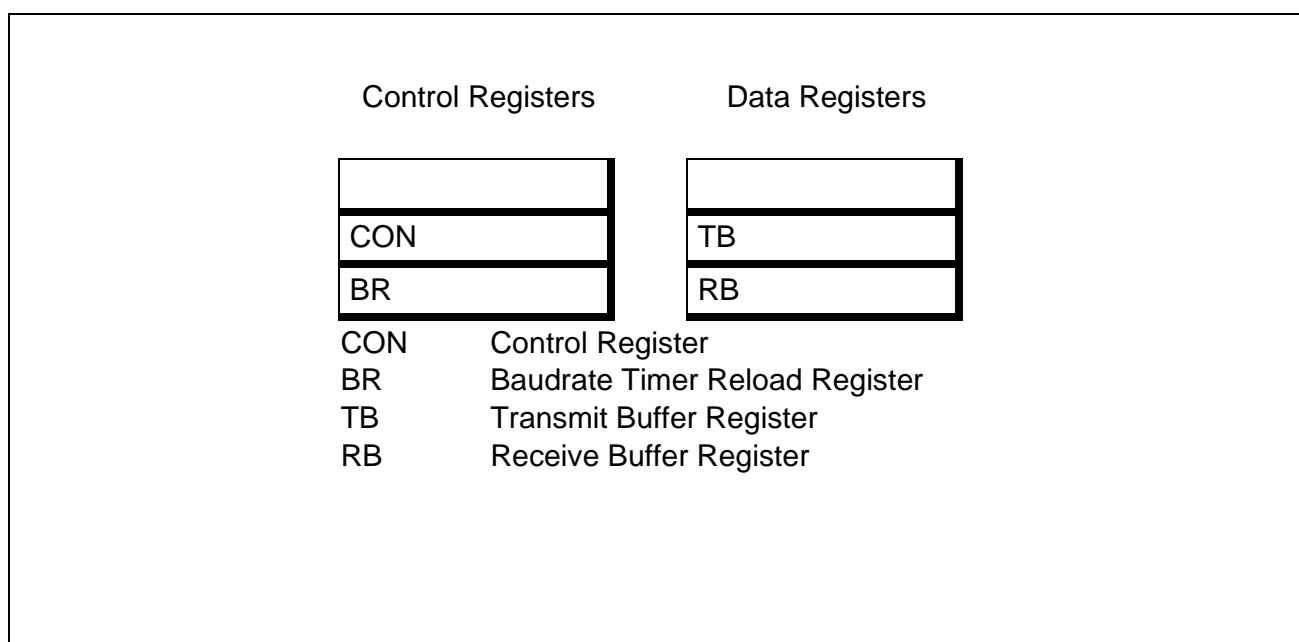 Control Registers Data Registers
CON TB
BR RB
CON Control Register
BR Baudrate Timer Reload Register
TB Transmit Buffer Register
RB Receive Buffer Register